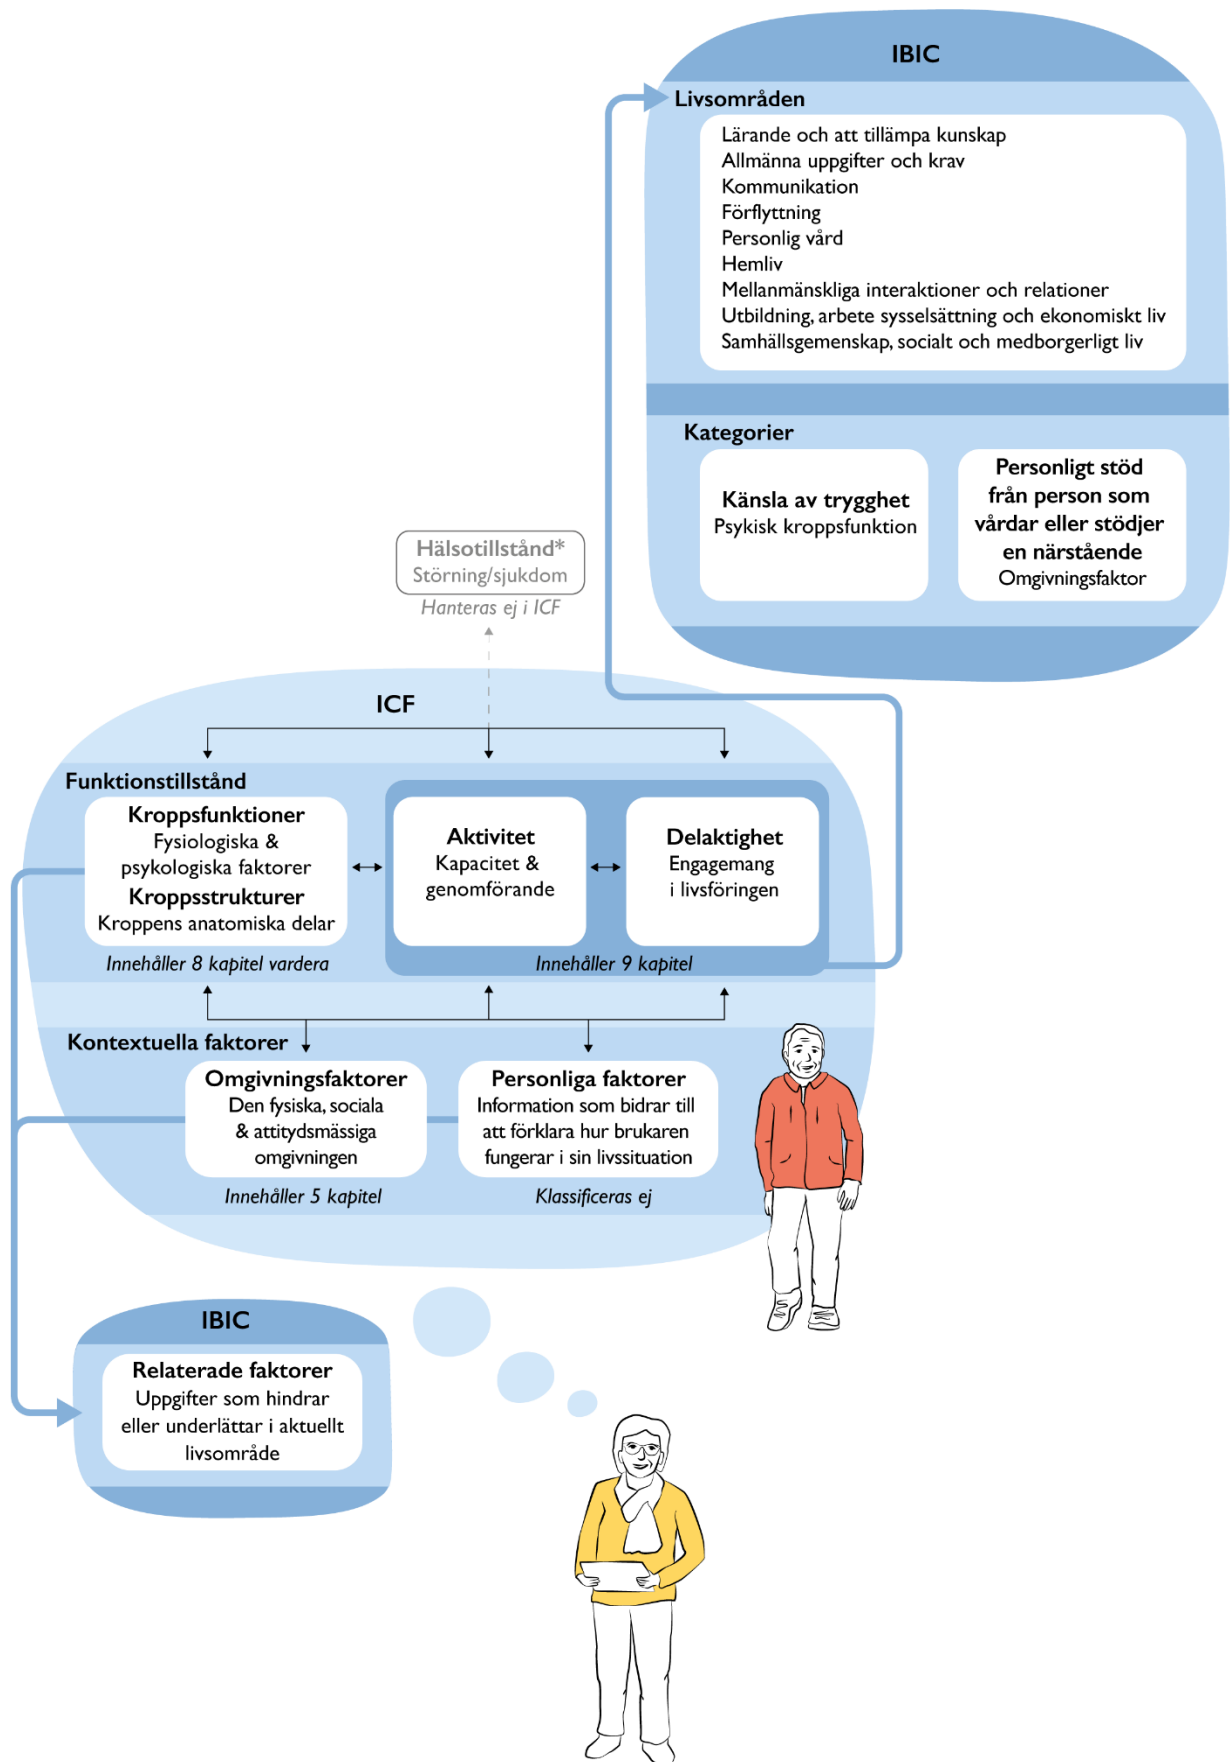 IBIC
Livsområden
Lärande och att tillämpa kunskap
Allmänna uppgifter och krav
Kommunikation
Förflyttning
Personlig vård
Hemliv
Mellanmänskliga interaktioner och relationer
Utbildning, arbete sysselsättning och ekonomiskt liv
Samhällsgemenskap, socialt och medborgerligt liv
Kategorier
Känsla av trygghet
Psykisk kroppsfunktion
Personligt stöd
från person som
vårdar eller stödjer
en närstående
Omgivningsfaktor
Hälsotillstånd*
Störning/sjukdom
Hanteras ej i ICF
ICF
Funktionstillstånd
Kroppsfunktioner
Fysiologiska &
psykologiska faktorer
Kroppsstrukturer
Kroppens anatomiska delar
Innehåller 8 kapitel vardera
Aktivitet
Kapacitet &
genomförande
Delaktighet
Engagemang
i livsföringen
Innehåller 9 kapitel
Kontextuella faktorer
Omgivningsfaktorer
Den fysiska, sociala
& attitydsmässiga
omgivningen
Innehåller 5 kapitel
Personliga faktorer
Information som bidrar till
att förklara hur brukaren
fungerar i sin livssituation
Klassificeras ej
IBIC
Relaterade faktorer
Uppgifter som hindrar
eller underlättar i aktuellt
livsområde